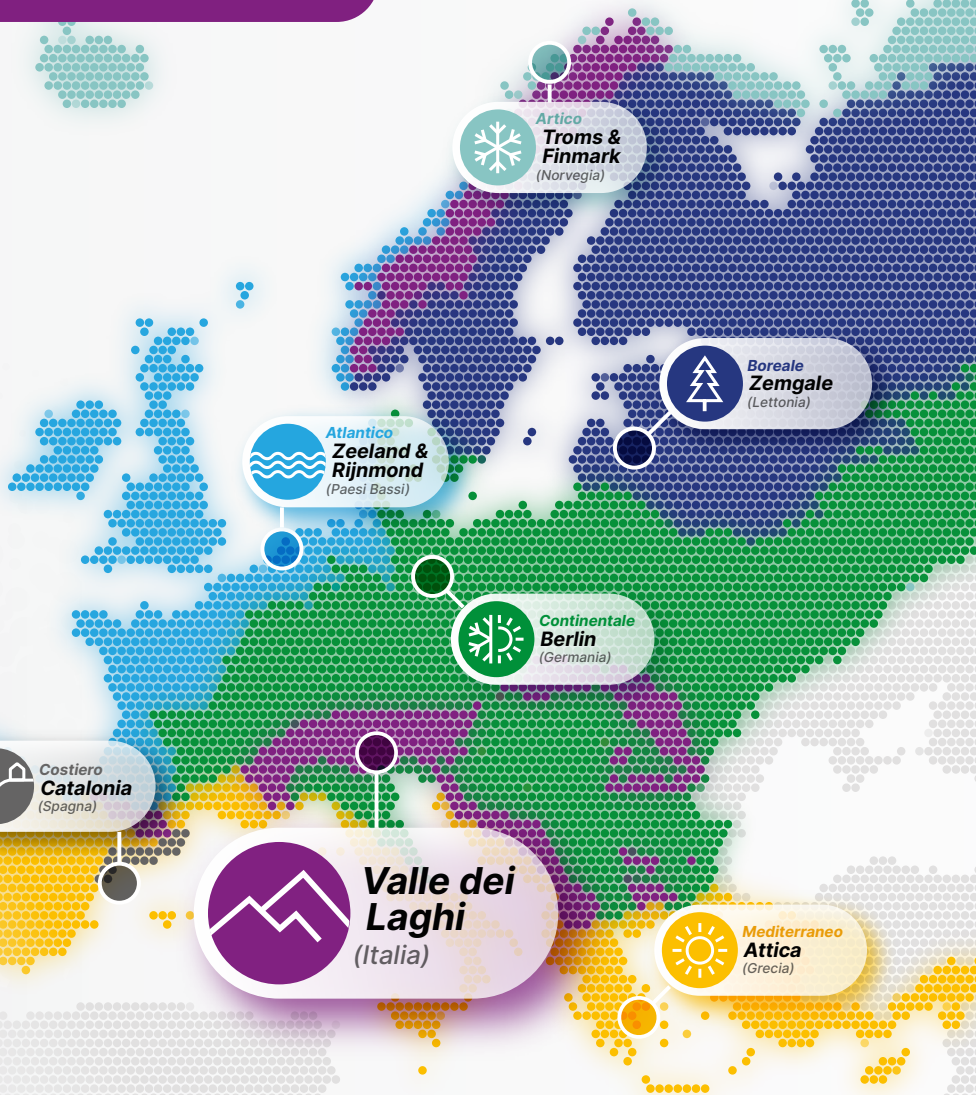 Artico
Troms &
Finmark
(Norvegia)
Boreale
Zemgale
(Lettonia)
Atlantico
Zeeland &
Rijnmond
(Paesi Bassi)
Continentale
Berlin
(Germania)
Costiero
Catalonia
(Spagna)
Valle dei
Laghi
(Italia)
Mediterraneo
Attica
(Grecia)